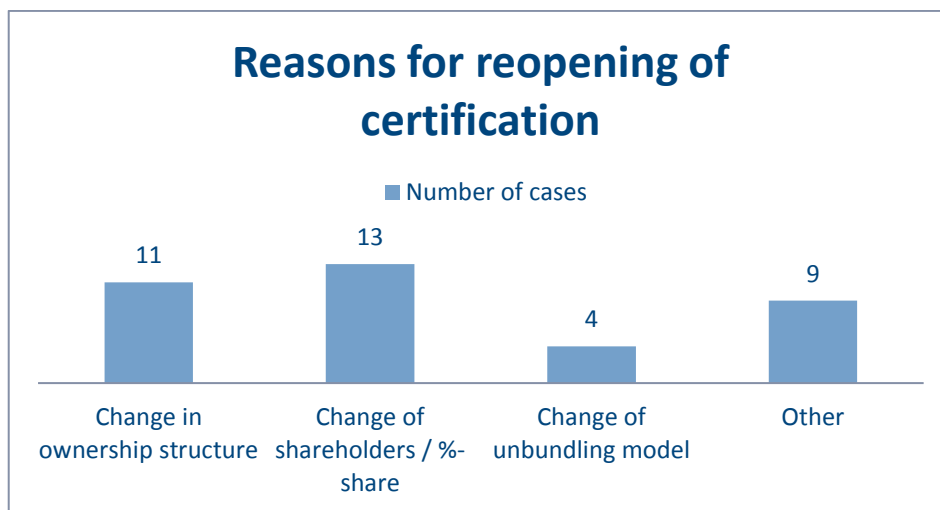 Reasons for reopening of
certification
Number of cases
11
13
4
9
Change in
ownership structure
Change of
shareholders / %-
share
Change of
unbundling model
Other